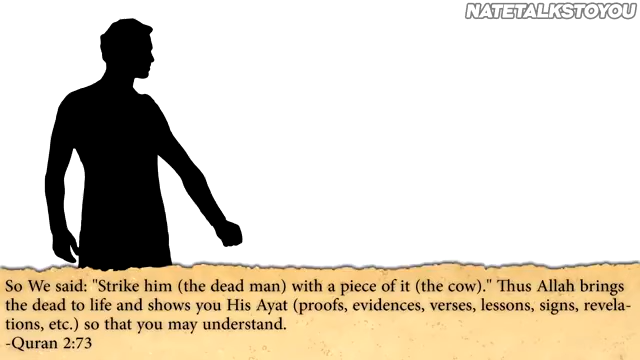 NATETALKSTOYOU
So We said: "Strike him (the dead man) with a piece of it (the cow)." Thus Allah brings
the dead to life and shows you His Ayat (proofs, evidences, verses, lessons, signs, revela-
tions, etc.) so that you may understand.
-Quran 2:73